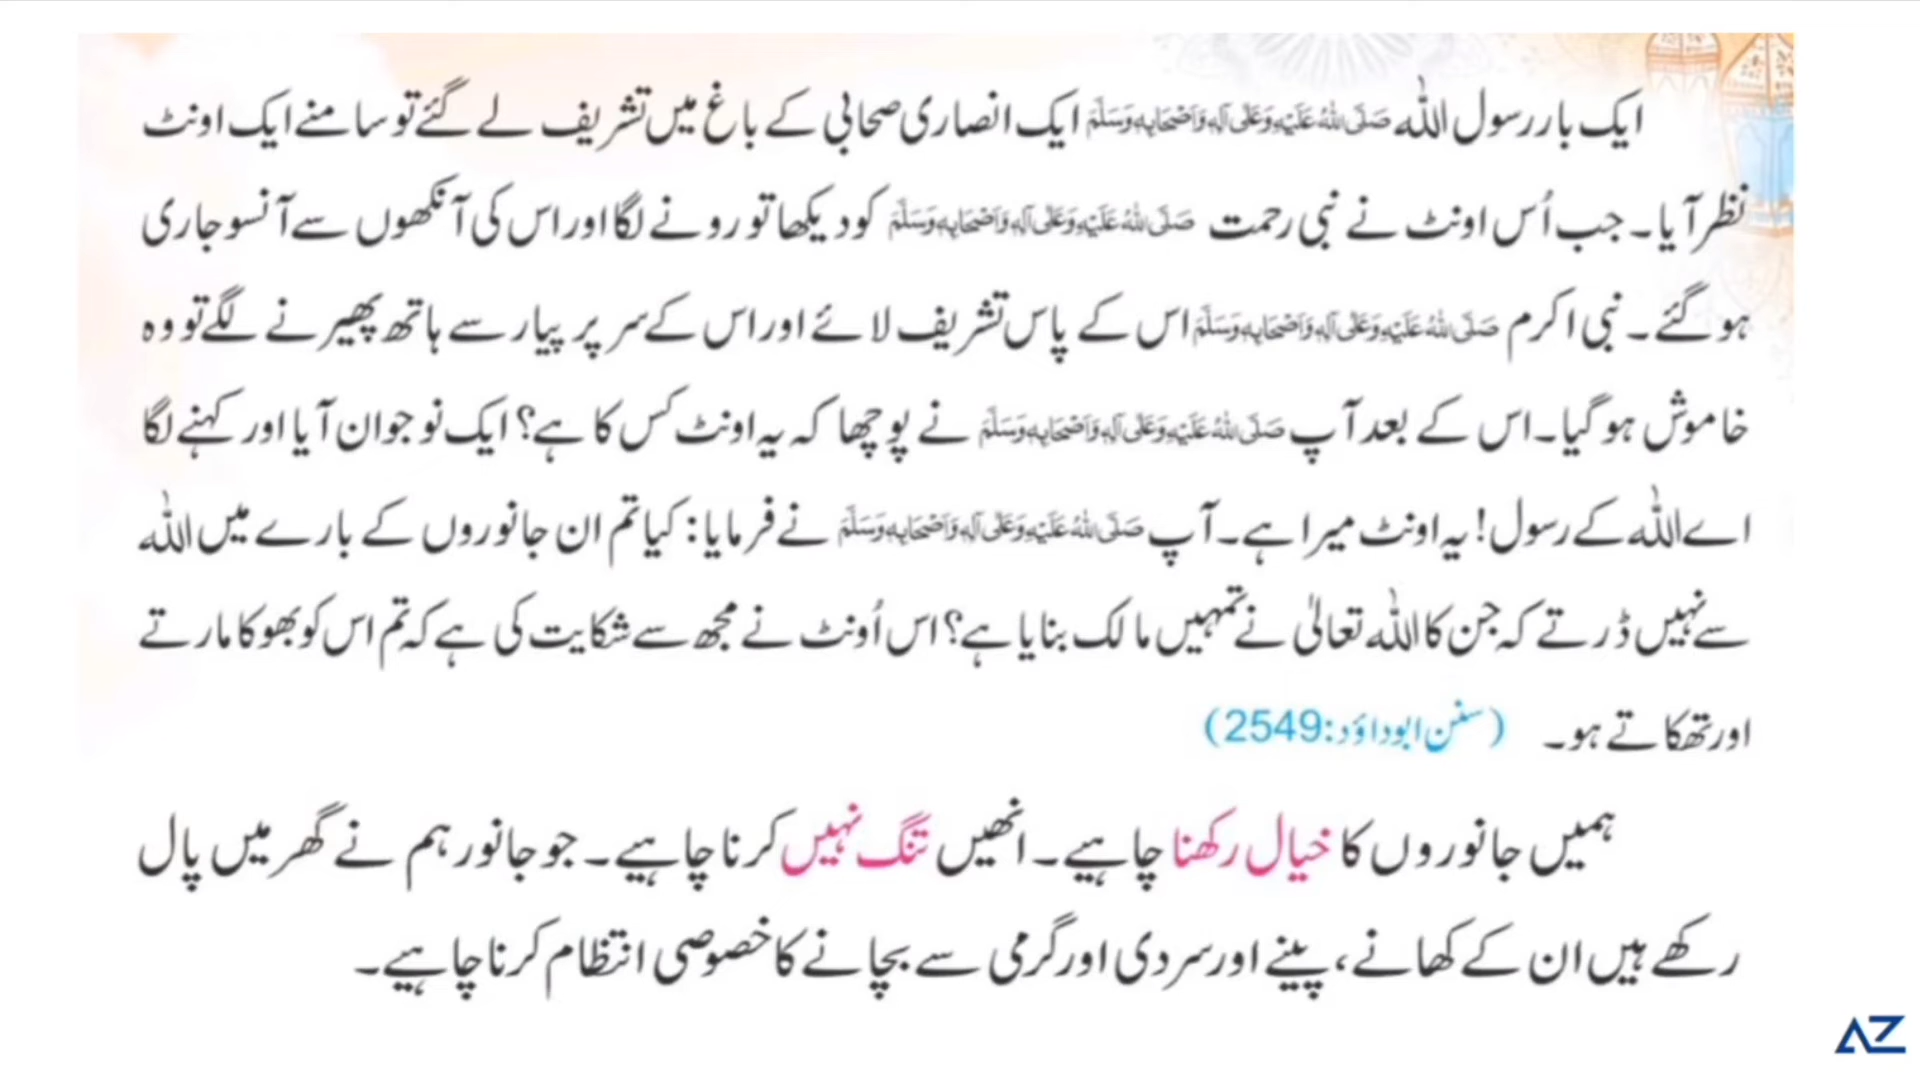 ایک بار رسول اللہ صَلَّی اللہُ عَلَیْہِ وَعَلٰی آلِہٖ وَاَصْحَابِہٖ وَسَلَّمَ ایک انصاری صحابی کے باغ میں تشریف لے گئے تو سامنے ایک اونٹ
نظر آیا۔ جب اُس اونٹ نے نبی رحمت صَلَّی اللہُ عَلَیْہِ وَعَلٰی آلِہٖ وَاَصْحَابِہٖ وَسَلَّمَ کو دیکھا تو رونے لگا اور اس کی آنکھوں سے آنسو جاری
ہو گئے۔ نبی اکرم صَلَّی اللہُ عَلَیْہِ وَعَلٰی آلِہٖ وَاَصْحَابِہٖ وَسَلَّمَ اس کے پاس تشریف لائے اور اس کے سر پر پیار سے ہاتھ پھیرنے لگے تو وہ
خاموش ہو گیا۔ اس کے بعد آپ صَلَّی اللہُ عَلَیْہِ وَعَلٰی آلِہٖ وَاَصْحَابِہٖ وَسَلَّمَ نے پوچھا کہ یہ اونٹ کس کا ہے؟ ایک نوجوان آیا اور کہنے لگا
اے اللہ کے رسول! یہ اونٹ میرا ہے۔ آپ صَلَّی اللہُ عَلَیْہِ وَعَلٰی آلِہٖ وَاَصْحَابِہٖ وَسَلَّمَ نے فرمایا: کیا تم ان جانوروں کے بارے میں اللہ
سے نہیں ڈرتے کہ جن کا اللہ تعالیٰ نے تمہیں مالک بنایا ہے؟ اس اُونٹ نے مجھ سے شکایت کی ہے کہ تم اس کو بھوکا مارتے
اور تھکاتے ہو۔ (سنن ابوداؤد: 2549)
ہمیں جانوروں کا خیال رکھنا چاہیے۔ انھیں تنگ نہیں کرنا چاہیے۔ جو جانور ہم نے گھر میں پال
رکھے ہیں ان کے کھانے، پینے اور سردی اور گرمی سے بچانے کا خصوصی انتظام کرنا چاہیے۔
AZ